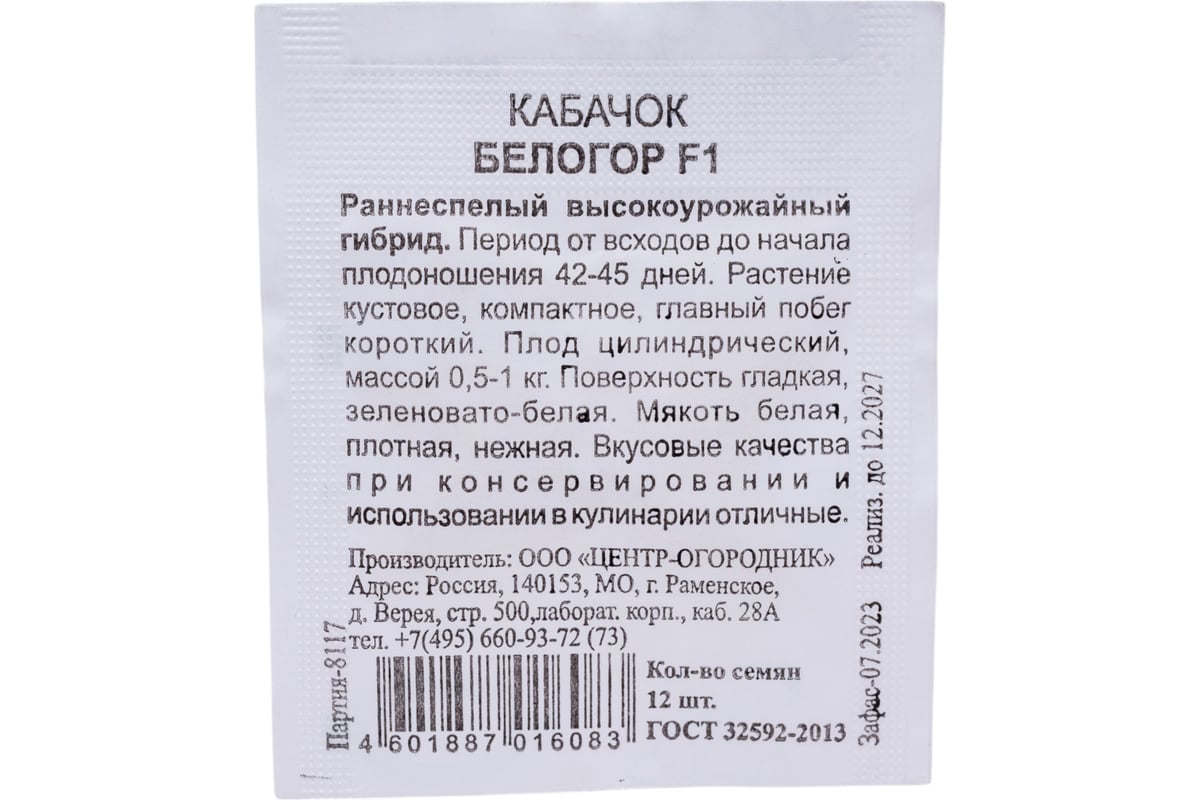 КАБАЧОК
БЕЛОГОР F1
Раннеспелый высокоурожайный
гибрид. Период от всходов до начала
плодоношения 42-45 дней. Растение
кустовое, компактное, главный побег
короткий. Плод цилиндрический,
массой 0,5-1 кг. Поверхность гладкая,
зеленовато-белая. Мякоть белая,
плотная, нежная. Вкусовые качества
при консервировании и
использовании в кулинарии отличные.
Производитель: ООО «ЦЕНТР-ОГОРОДНИК»
Адрес: Россия, 140153, МО, г. Раменское,
д. Верея, стр. 500,лаборат. корп., каб. 28А
тел. +7(495) 660-93-72 (73)
Кол-во семян
12 шт.
ГОСТ 32592-2013
4 601887 016083
Партия-8117
Зафас-07.2023 Реализ. до 12.2027